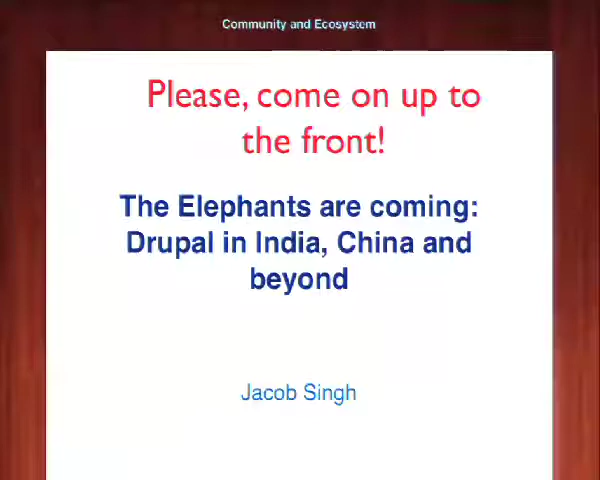 Community and Ecosystem
Please, come on up to
the front!
The Elephants are coming:
Drupal in India, China and
beyond
Jacob Singh